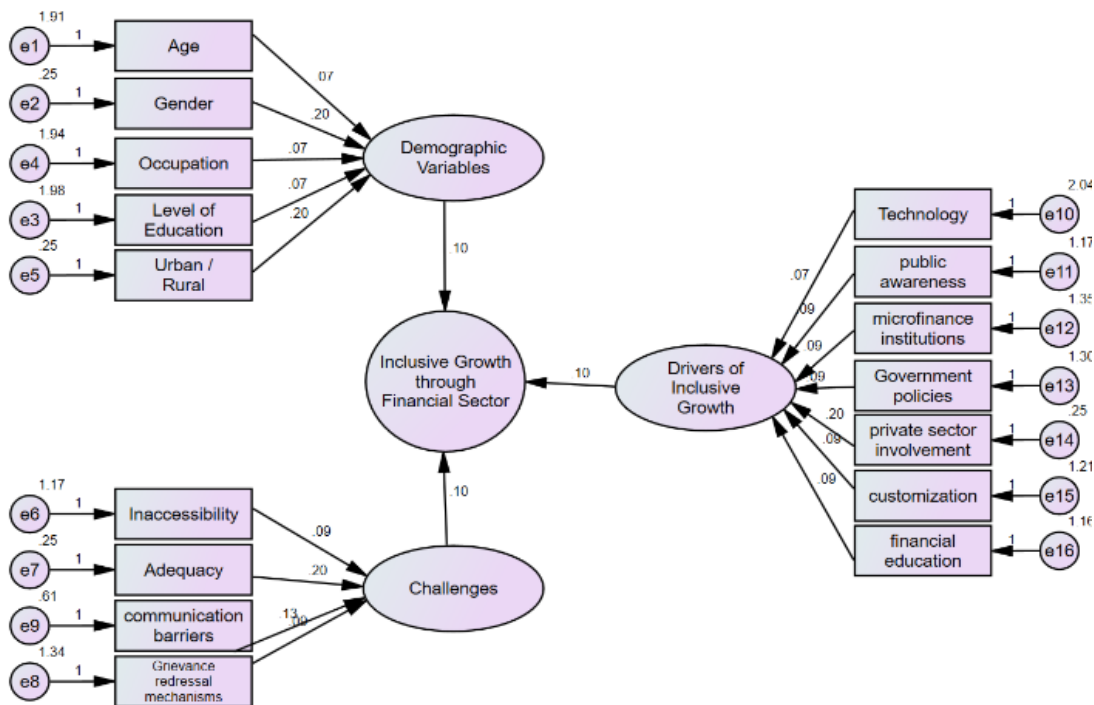 1.91
e1
1
Age
.07
.25
e2
1
Gender
.20
1.94
e4
1
Occupation
.07
1.98
e3
1
Level of
Education
.07
.25
e5
1
Urban /
Rural
.20
Demographic
Variables
.10
Inclusive Growth
through
Financial Sector
10
Drivers of
Inclusive
Growth
2.04
Technology
1
e10
.07
1.17
public
awareness
1
e11
.09
1.35
microfinance
institutions
1
e12
.09
1.30
Government
policies
1
e13
.09
.25
private sector
involvement
1
e14
.20
1.21
customization
1
e15
.09
1.16
financial
education
1
e16
.09
.10
1.17
e6
1
Inaccessibility
.09
.25
e7
1
Adequacy
.20
Challenges
.61
e9
1
communication
barriers
.13
1.34
e8
1
Grievance
redressal
mechanisms
.09